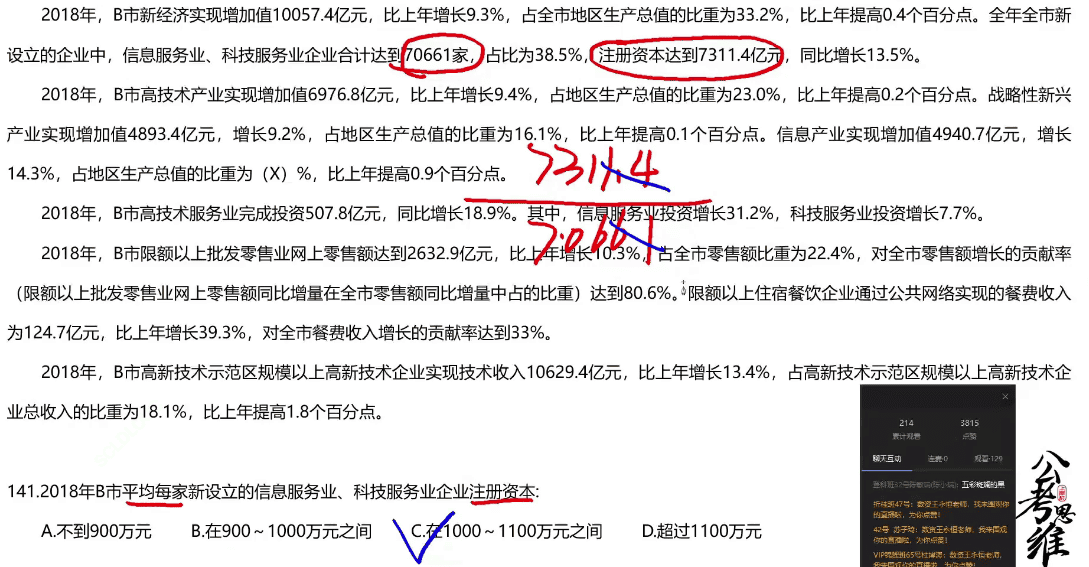 2018年，B市新经济实现增加值10057.4亿元，比上年增长9.3%，占全市地区生产总值的比重为33.2%，比上年提高0.4个百分点。全年全市新
设立的企业中，信息服务业、科技服务业企业合计达到70661家，占比为38.5%，注册资本达到7311.4亿元，同比增长13.5%。
2018年，B市高技术产业实现增加值6976.8亿元，比上年增长9.4%，占地区生产总值的比重为23.0%，比上年提高0.2个百分点。战略性新兴
产业实现增加值4893.4亿元，增长9.2%，占地区生产总值的比重为16.1%，比上年提高0.1个百分点。信息产业实现增加值4940.7亿元，增长
14.3%，占地区生产总值的比重为（X）%，比上年提高0.9个百分点。
7311.4
2018年，B市高技术服务业完成投资507.8亿元，同比增长18.9%。其中，信息服务业投资增长31.2%，科技服务业投资增长7.7%。
7.0661
2018年，B市限额以上批发零售业网上零售额达到2632.9亿元，比上年增长10.3%，占全市零售额比重为22.4%，对全市零售额增长的贡献率
（限额以上批发零售业网上零售额同比增量在全市零售额同比增量中占的比重）达到80.6%。限额以上住宿餐饮企业通过公共网络实现的餐费收入
为124.7亿元，比上年增长39.3%，对全市餐费收入增长的贡献率达到33%。
2018年，B市高新技术示范区规模以上高新技术企业实现技术收入10629.4亿元，比上年增长13.4%，占高新技术示范区规模以上高新技术企
业总收入的比重为18.1%，比上年提高1.8个百分点。
214 3815
累计观看 点赞
聊天互动 连麦·0 观看·129
141.2018年B市平均每家新设立的信息服务业、科技服务业企业注册资本:
A.不到900万元 B.在900～1000万元之间 C.在1000～1100万元之间 D.超过1100万元
公考思维